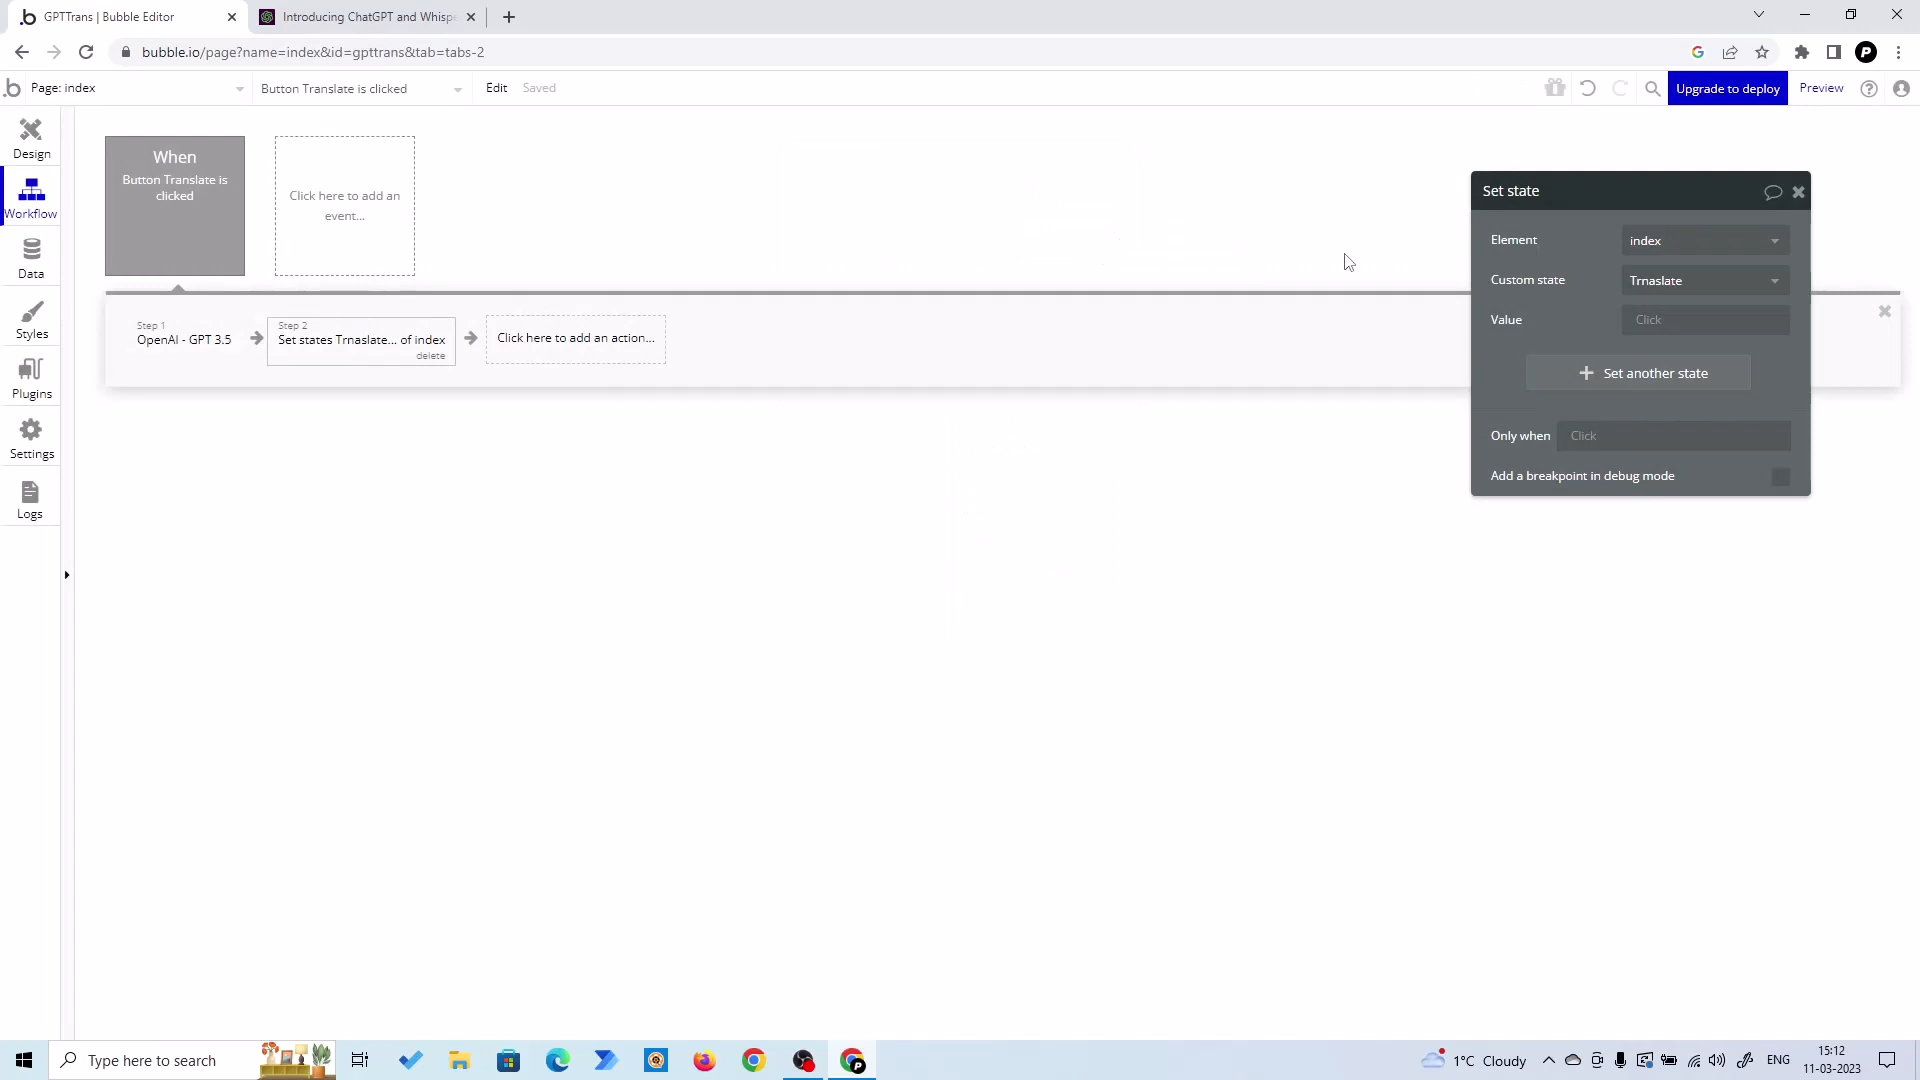 GPTTrans | Bubble Editor
Introducing ChatGPT and Whisp
bubble.io/page?name=index&id=gpttrans&tab=tabs-2
Page: index
Button Translate is clicked
Edit
Saved
Upgrade to deploy
Preview
Design
Workflow
Data
Styles
Plugins
Settings
Logs
When
Button Translate is
clicked
Click here to add an
event...
Step 1
OpenAI - GPT 3.5
Step 2
Set states Trnaslate... of index
delete
Click here to add an action...
Set state
Element
index
Custom state
Trnaslate
Value
Click
Set another state
Only when
Click
Add a breakpoint in debug mode
Type here to search
1°C Cloudy
ENG
15:12
11-03-2023